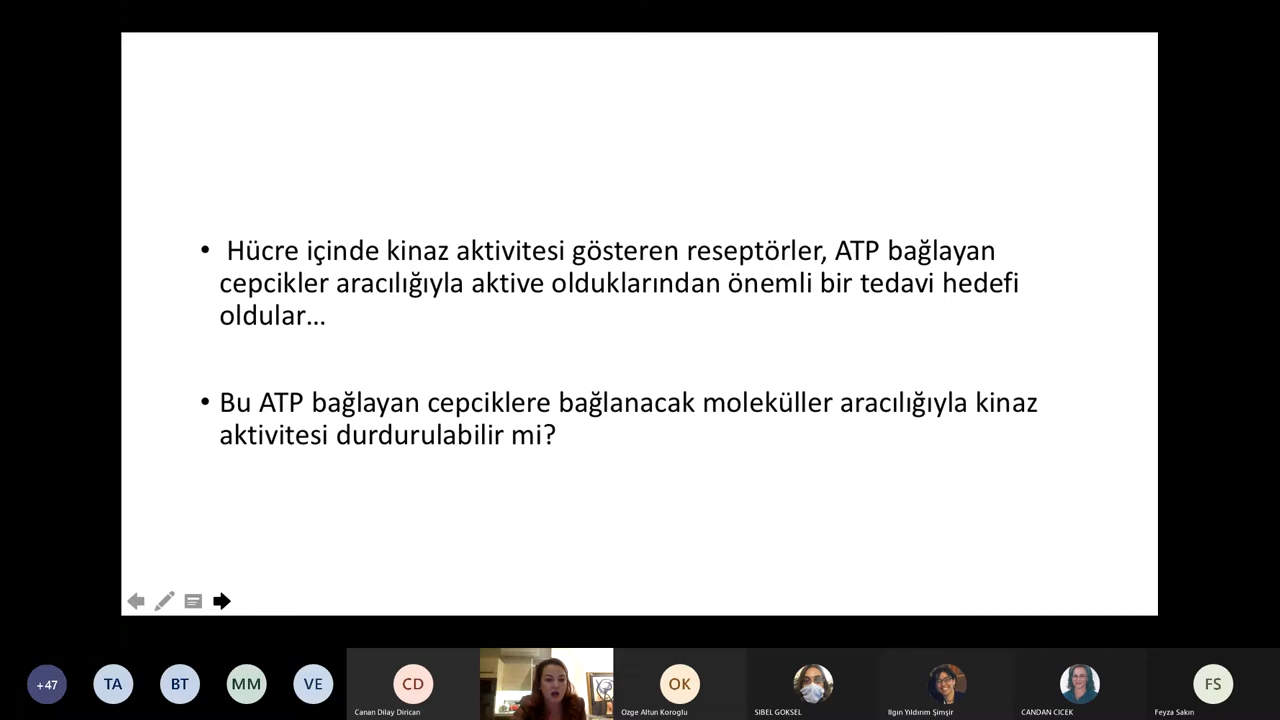 • Hücre içinde kinaz aktivitesi gösteren reseptörler, ATP bağlayan
cepcikler aracılığıyla aktive olduklarından önemli bir tedavi hedefi
oldular...
• Bu ATP bağlayan cepciklere bağlanacak moleküller aracılığıyla kinaz
aktivitesi durdurulabilir mi?
+47
TA
BT
MM
VE
CD
Canan Dilay Dirican
OK
Ozge Altun Koroglu
SIBEL GOKSEL
Ilgın Yıldırım Şimşir
CANDAN CICEK
FS
Feyza Sakın